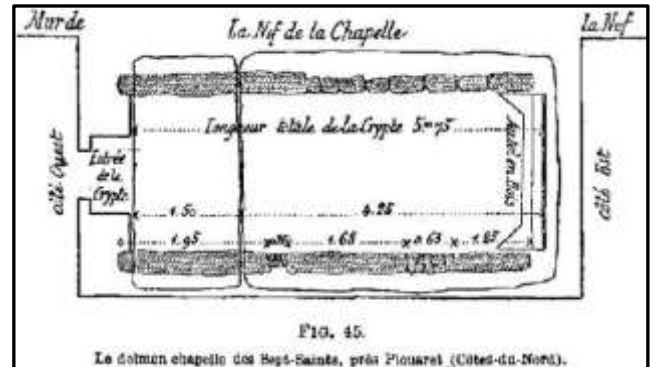 Mur de
la Nef
La Nef de la Chapelle
Longueur totale de la Crypte 5m75
Entrée
de la
Crypte
côté Ouest
Autel en bois
côté Est
1.50
4.25
1.95
1.68
0.63
1.25
FIG. 45.
Le dolmen chapelle des Sept-Saints, près Plouaret (Côtes-du-Nord).